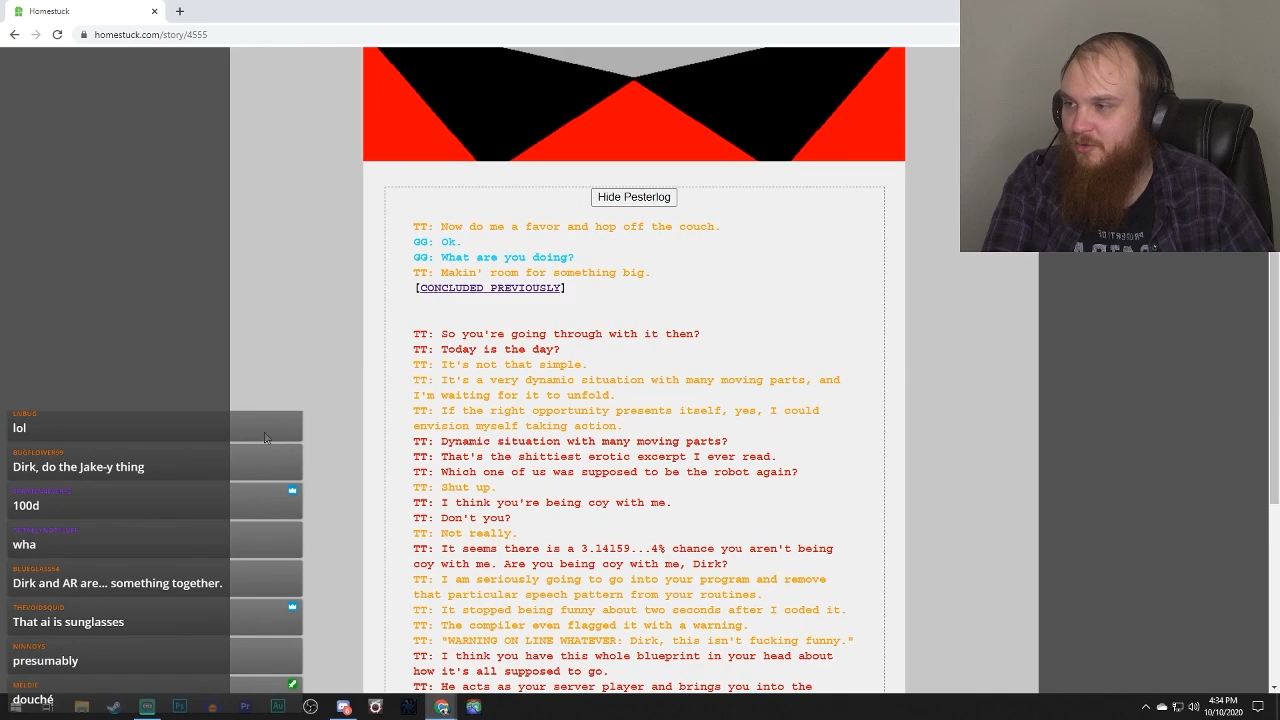 Homestuck
homestuck.com/story/4555
Hide Pesterlog
TT: Now do me a favor and hop off the couch.
GG: Ok.
GG: What are you doing?
TT: Makin' room for something big.
[CONCLUDED PREVIOUSLY]
TT: So you're going through with it then?
TT: Today is the day?
TT: It's not that simple.
TT: It's a very dynamic situation with many moving parts, and
I'm waiting for it to unfold.
TT: If the right opportunity presents itself, yes, I could
envision myself taking action.
TT: Dynamic situation with many moving parts?
TT: That's the shittiest erotic excerpt I ever read.
TT: Which one of us was supposed to be the robot again?
TT: Shut up.
TT: I think you're being coy with me.
TT: Don't you?
TT: Not really.
TT: It seems there is a 3.14159...4% chance you aren't being
coy with me. Are you being coy with me, Dirk?
TT: I am seriously going to go into your program and remove
that particular speech pattern from your routines.
TT: It stopped being funny about two seconds after I coded it.
TT: The compiler even flagged it with a warning.
TT: "WARNING ON LINE WHATEVER: Dirk, this isn't fucking funny."
TT: I think you have this whole blueprint in your head about
how it's all supposed to go.
TT: He acts as your server player and brings you into the
LNBUG
lol
BUGFLOWER99
Dirk, do the Jake-y thing
100d
wha
BLUEGLASS54
Dirk and AR are... something together.
THEVOIDSQUID
That ai is sunglasses
NINNOYS
presumably
MELDIE
douché
4:34 PM
10/10/2020